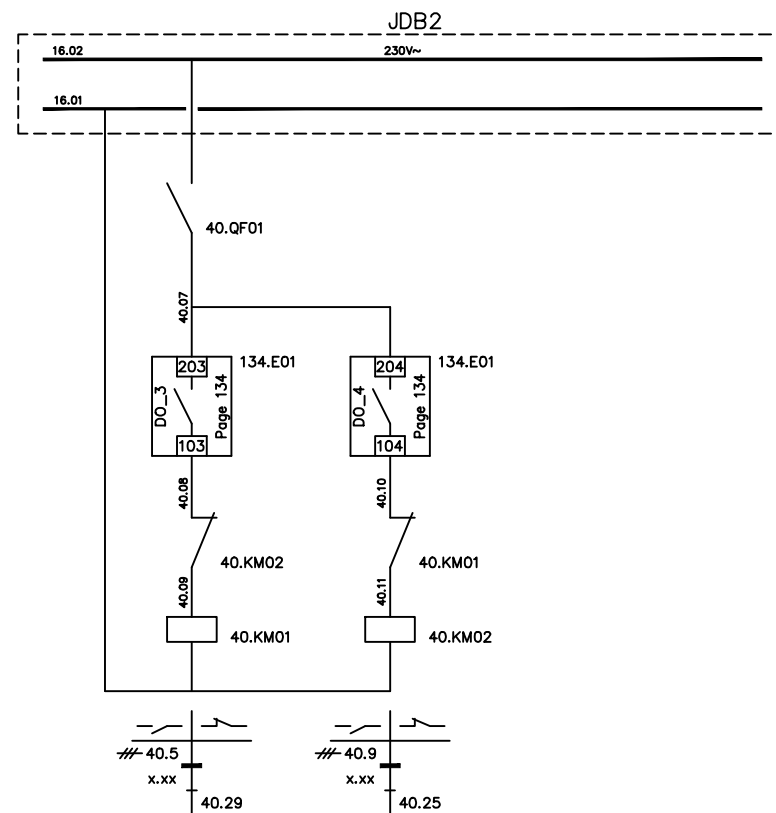 JDB2
16.02
230V~
16.01
40.QF01
40.07
203
134.E01
204
134.E01
DO_3
Page 134
DO_4
Page 134
103
104
40.08
40.10
40.KM02
40.KM01
40.09
40.11
40.KM01
40.KM02
40.5
40.9
x.xx
x.xx
40.29
40.25